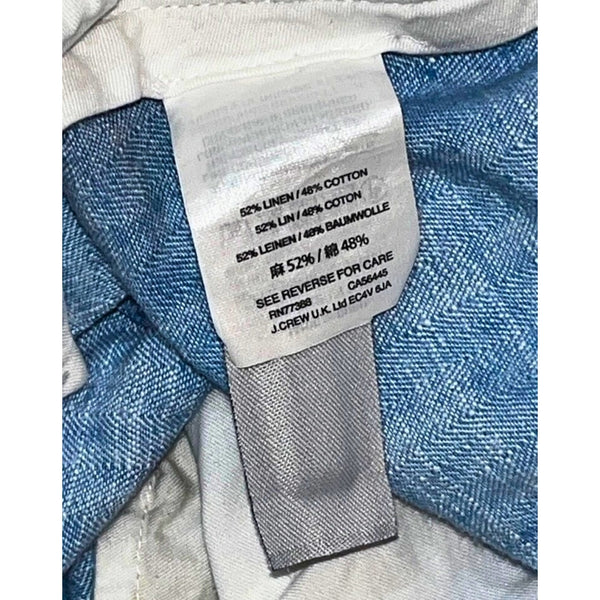 52% LINEN / 48% COTTON
52% LIN / 48% COTON
52% LEINEN / 48% BAUMWOLLE
麻 52% / 綿 48%
SEE REVERSE FOR CARE
RN77388 CA56445
J.CREW U.K. Ltd EC4V 6JA